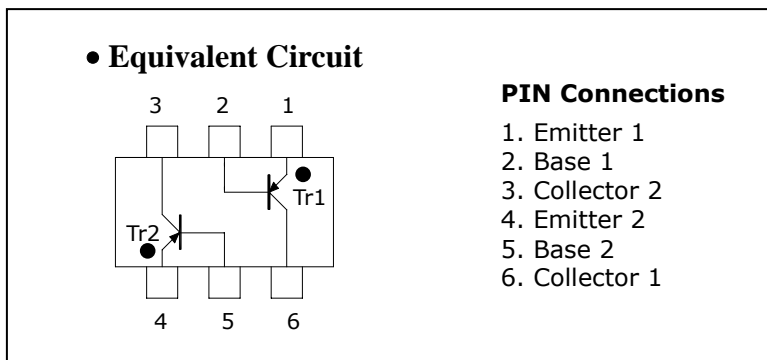 • Equivalent Circuit
3 2 1
Tr1
Tr2
4 5 6
PIN Connections
1. Emitter 1
2. Base 1
3. Collector 2
4. Emitter 2
5. Base 2
6. Collector 1